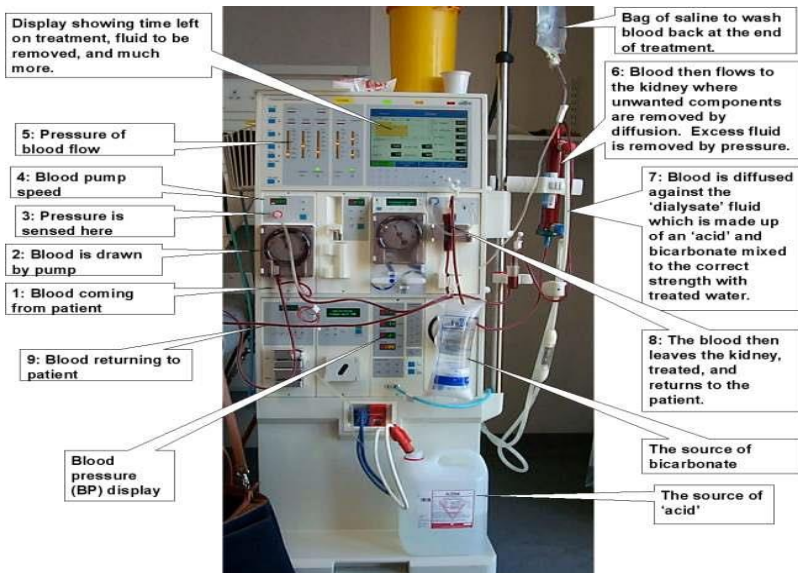 Display showing time left
on treatment, fluid to be
removed, and much
more.
5: Pressure of
blood flow
4: Blood pump
speed
3: Pressure is
sensed here
2: Blood is drawn
by pump
1: Blood coming
from patient
9: Blood returning to
patient
Blood
pressure
(BP) display
Bag of saline to wash
blood back at the end
of treatment.
6: Blood then flows to
the kidney where
unwanted components
are removed by
diffusion. Excess fluid
is removed by pressure.
7: Blood is diffused
against the
‘dialysate’ fluid
which is made up
of an ‘acid’ and
bicarbonate mixed
to the correct
strength with
treated water.
8: The blood then
leaves the kidney,
treated, and
returns to the
patient.
The source of
bicarbonate
The source of
‘acid’